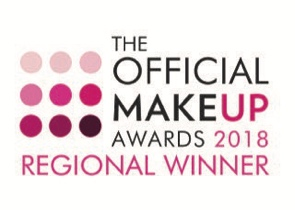 THE
OFFICIAL
MAKEUP
AWARDS 2018
REGIONAL WINNER